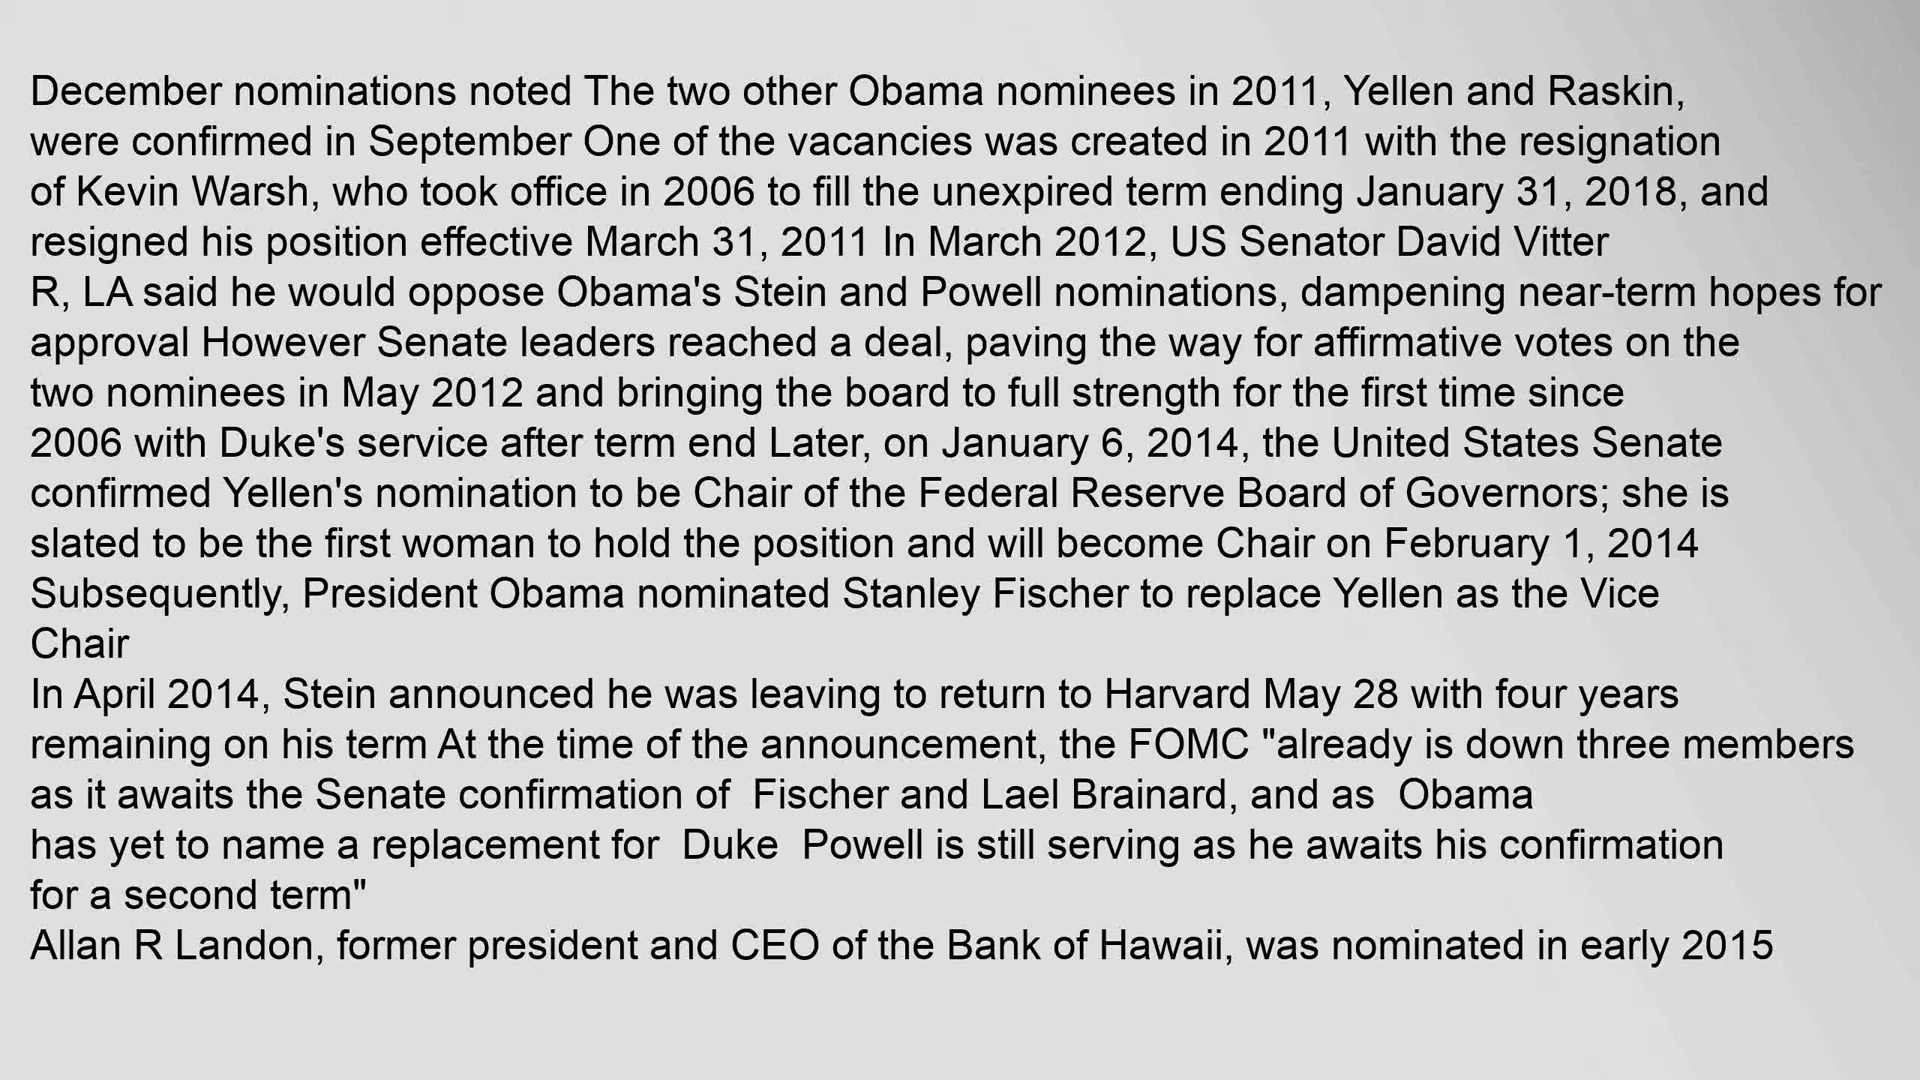 December nominations noted The two other Obama nominees in 2011, Yellen and Raskin,
were confirmed in September One of the vacancies was created in 2011 with the resignation
of Kevin Warsh, who took office in 2006 to fill the unexpired term ending January 31, 2018, and
resigned his position effective March 31, 2011 In March 2012, US Senator David Vitter
R, LA said he would oppose Obama's Stein and Powell nominations, dampening near-term hopes for
approval However Senate leaders reached a deal, paving the way for affirmative votes on the
two nominees in May 2012 and bringing the board to full strength for the first time since
2006 with Duke's service after term end Later, on January 6, 2014, the United States Senate
confirmed Yellen's nomination to be Chair of the Federal Reserve Board of Governors; she is
slated to be the first woman to hold the position and will become Chair on February 1, 2014
Subsequently, President Obama nominated Stanley Fischer to replace Yellen as the Vice
Chair
In April 2014, Stein announced he was leaving to return to Harvard May 28 with four years
remaining on his term At the time of the announcement, the FOMC "already is down three members
as it awaits the Senate confirmation of  Fischer and Lael Brainard, and as  Obama
has yet to name a replacement for  Duke  Powell is still serving as he awaits his confirmation
for a second term"
Allan R Landon, former president and CEO of the Bank of Hawaii, was nominated in early 2015